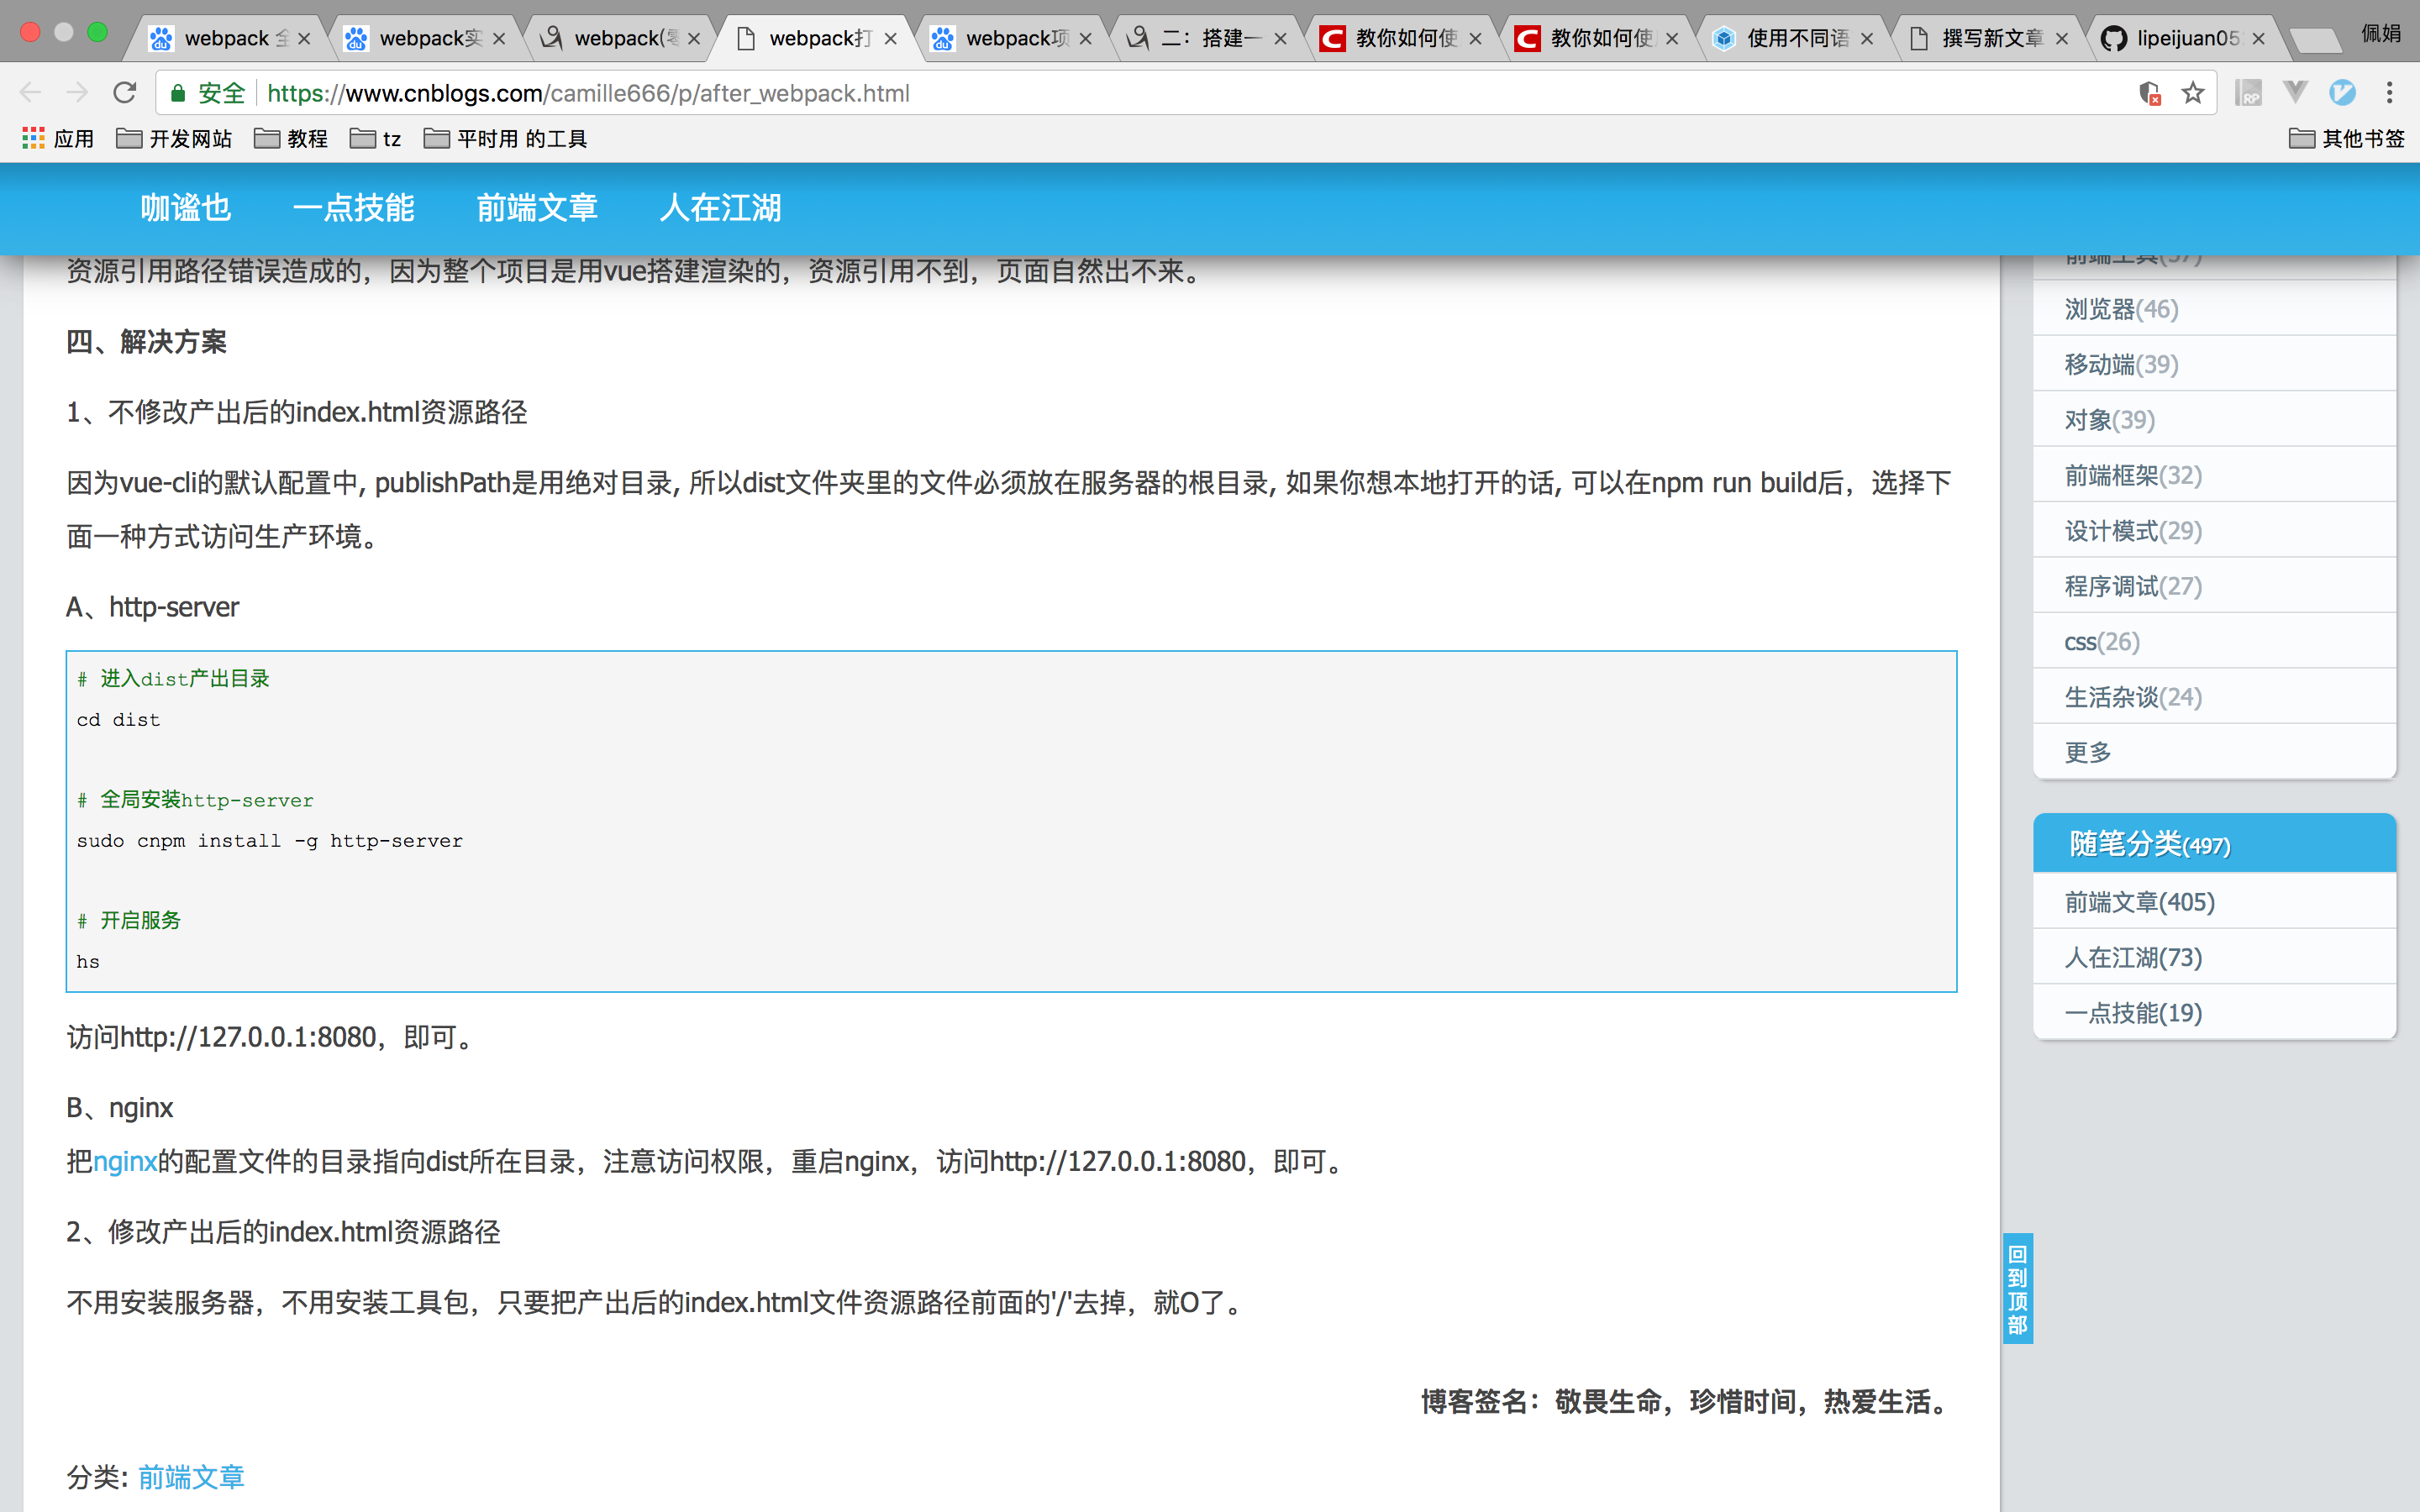 webpack 全
webpack实
webpack(零
webpack打
webpack项
二：搭建一
教你如何使
教你如何使
使用不同语
撰写新文章
lipeijuan05
佩娟
安全 https://www.cnblogs.com/camille666/p/after_webpack.html
应用 开发网站 教程 tz 平时用 的工具 其他书签
咖谧也 一点技能 前端文章 人在江湖
资源引用路径错误造成的，因为整个项目是用vue搭建渲染的，资源引用不到，页面自然出不来。
四、解决方案
1、不修改产出后的index.html资源路径
因为vue-cli的默认配置中, publishPath是用绝对目录, 所以dist文件夹里的文件必须放在服务器的根目录, 如果你想本地打开的话, 可以在npm run build后，选择下
面一种方式访问生产环境。
A、http-server
# 进入dist产出目录
cd dist
# 全局安装http-server
sudo cnpm install -g http-server
# 开启服务
hs
访问http://127.0.0.1:8080，即可。
B、nginx
把nginx的配置文件的目录指向dist所在目录，注意访问权限，重启nginx，访问http://127.0.0.1:8080，即可。
2、修改产出后的index.html资源路径
不用安装服务器，不用安装工具包，只要把产出后的index.html文件资源路径前面的'/'去掉，就O了。
博客签名：敬畏生命，珍惜时间，热爱生活。
分类: 前端文章
前端工具(37)
浏览器(46)
移动端(39)
对象(39)
前端框架(32)
设计模式(29)
程序调试(27)
css(26)
生活杂谈(24)
更多
随笔分类(497)
前端文章(405)
人在江湖(73)
一点技能(19)
回到顶部